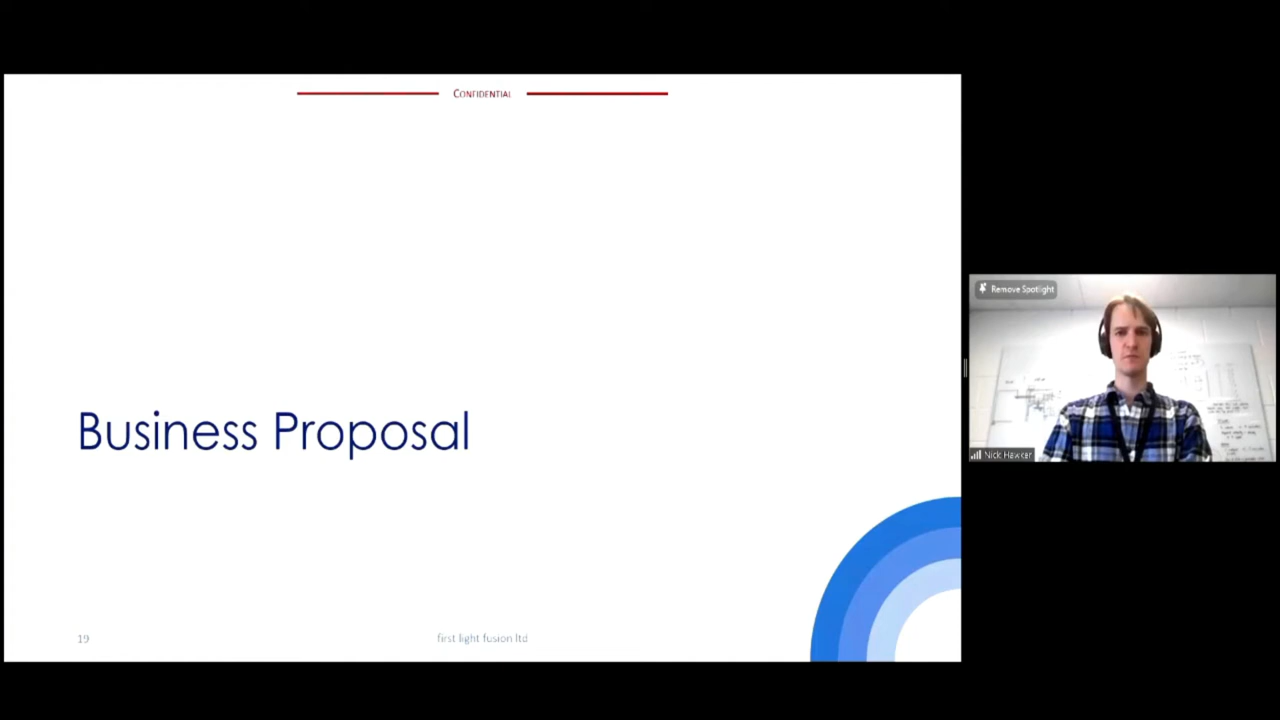 Confidential
Business Proposal
19
first light fusion ltd
Remove Spotlight
Nick Hawker